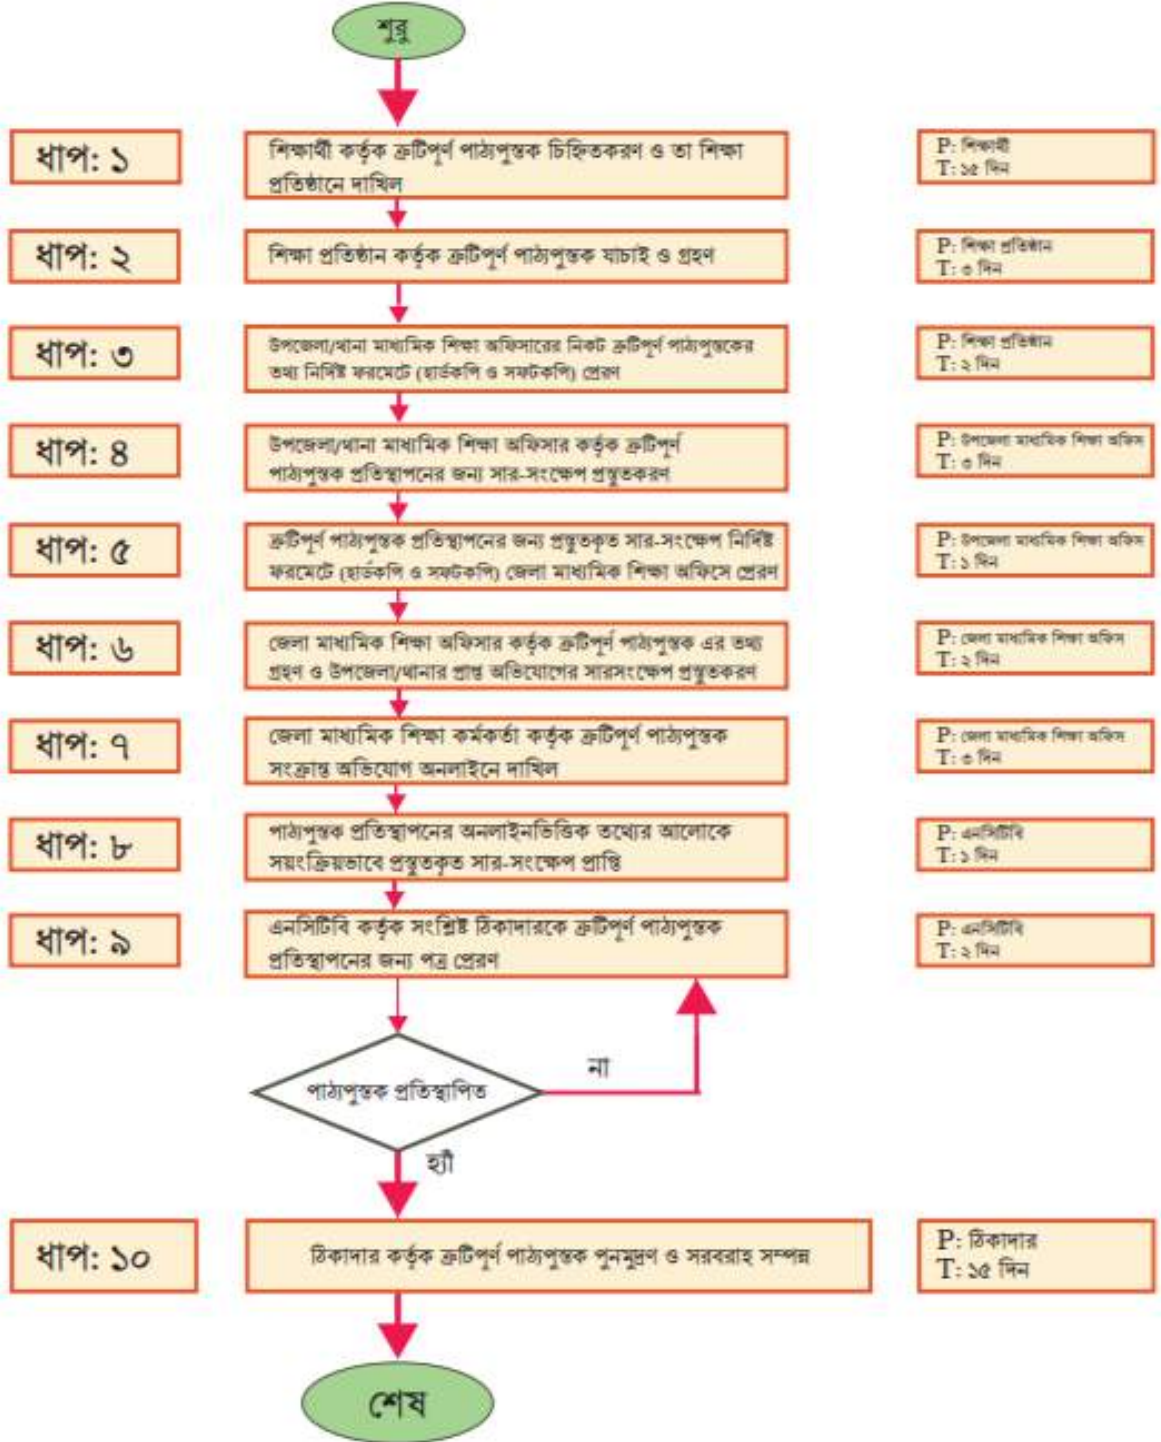 শুরু
ধাপ: ১
শিক্ষার্থী কর্তৃক ত্রুটিপূর্ণ পাঠ্যপুস্তক চিহ্নিতকরণ ও তা শিক্ষা
প্রতিষ্ঠানে দাখিল
P: শিক্ষার্থী
T: ১৫ দিন
ধাপ: ২
শিক্ষা প্রতিষ্ঠান কর্তৃক ত্রুটিপূর্ণ পাঠ্যপুস্তক যাচাই ও গ্রহণ
P: শিক্ষা প্রতিষ্ঠান
T: ৩ দিন
ধাপ: ৩
উপজেলা/থানা মাধ্যমিক শিক্ষা অফিসারের নিকট ত্রুটিপূর্ণ পাঠ্যপুস্তকের
তথ্য নির্দিষ্ট ফরমেটে (হার্ডকপি ও সফটকপি) প্রেরণ
P: শিক্ষা প্রতিষ্ঠান
T: ২ দিন
ধাপ: ৪
উপজেলা/থানা মাধ্যমিক শিক্ষা অফিসার কর্তৃক ত্রুটিপূর্ণ
পাঠ্যপুস্তক প্রতিস্থাপনের জন্য সার-সংক্ষেপ প্রস্তুতকরণ
P: উপজেলা মাধ্যমিক শিক্ষা অফিস
T: ৩ দিন
ধাপ: ৫
ত্রুটিপূর্ণ পাঠ্যপুস্তক প্রতিস্থাপনের জন্য প্রস্তুতকৃত সার-সংক্ষেপ নির্দিষ্ট
ফরমেটে (হার্ডকপি ও সফটকপি) জেলা মাধ্যমিক শিক্ষা অফিসে প্রেরণ
P: উপজেলা মাধ্যমিক শিক্ষা অফিস
T: ১ দিন
ধাপ: ৬
জেলা মাধ্যমিক শিক্ষা অফিসার কর্তৃক ত্রুটিপূর্ণ পাঠ্যপুস্তক এর তথ্য
গ্রহণ ও উপজেলা/থানার প্রাপ্ত অভিযোগের সারসংক্ষেপ প্রস্তুতকরণ
P: জেলা মাধ্যমিক শিক্ষা অফিস
T: ২ দিন
ধাপ: ৭
জেলা মাধ্যমিক শিক্ষা কর্মকর্তা কর্তৃক ত্রুটিপূর্ণ পাঠ্যপুস্তক
সংক্রান্ত অভিযোগ অনলাইনে দাখিল
P: জেলা মাধ্যমিক শিক্ষা অফিস
T: ৩ দিন
ধাপ: ৮
পাঠ্যপুস্তক প্রতিস্থাপনের অনলাইনভিত্তিক তথ্যের আলোকে
সয়ংক্রিয়ভাবে প্রস্তুতকৃত সার-সংক্ষেপ প্রাপ্তি
P: এনসিটিবি
T: ১ দিন
ধাপ: ৯
এনসিটিবি কর্তৃক সংশ্লিষ্ট ঠিকাদারকে ত্রুটিপূর্ণ পাঠ্যপুস্তক
প্রতিস্থাপনের জন্য পত্র প্রেরণ
P: এনসিটিবি
T: ২ দিন
না
পাঠ্যপুস্তক প্রতিস্থাপিত
হ্যাঁ
ধাপ: ১০
ঠিকাদার কর্তৃক ত্রুটিপূর্ণ পাঠ্যপুস্তক পুনমুদ্রণ ও সরবরাহ সম্পন্ন
P: ঠিকাদার
T: ১৫ দিন
শেষ